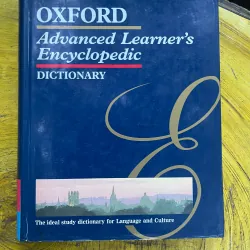 OXFORD
Advanced Learner's
Encyclopedic
DICTIONARY
E
The ideal study dictionary for Language and Culture